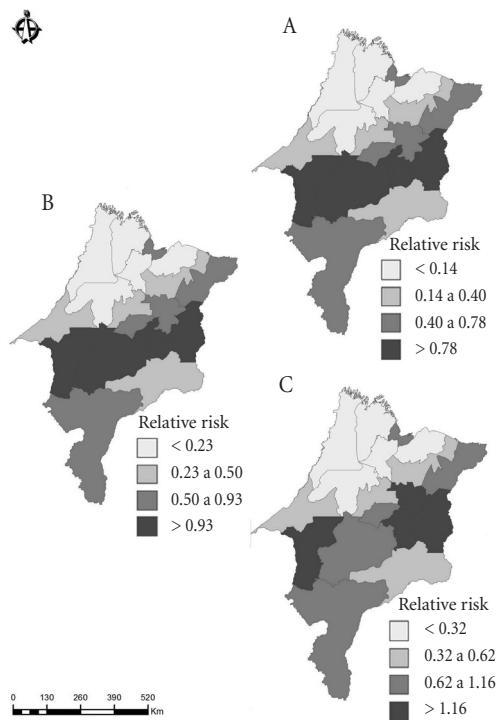 A
Relative risk
< 0.14
0.14 a 0.40
0.40 a 0.78
> 0.78
B
Relative risk
< 0.23
0.23 a 0.50
0.50 a 0.93
> 0.93
C
Relative risk
< 0.32
0.32 a 0.62
0.62 a 1.16
> 1.16
0 130 260 390 520
Km